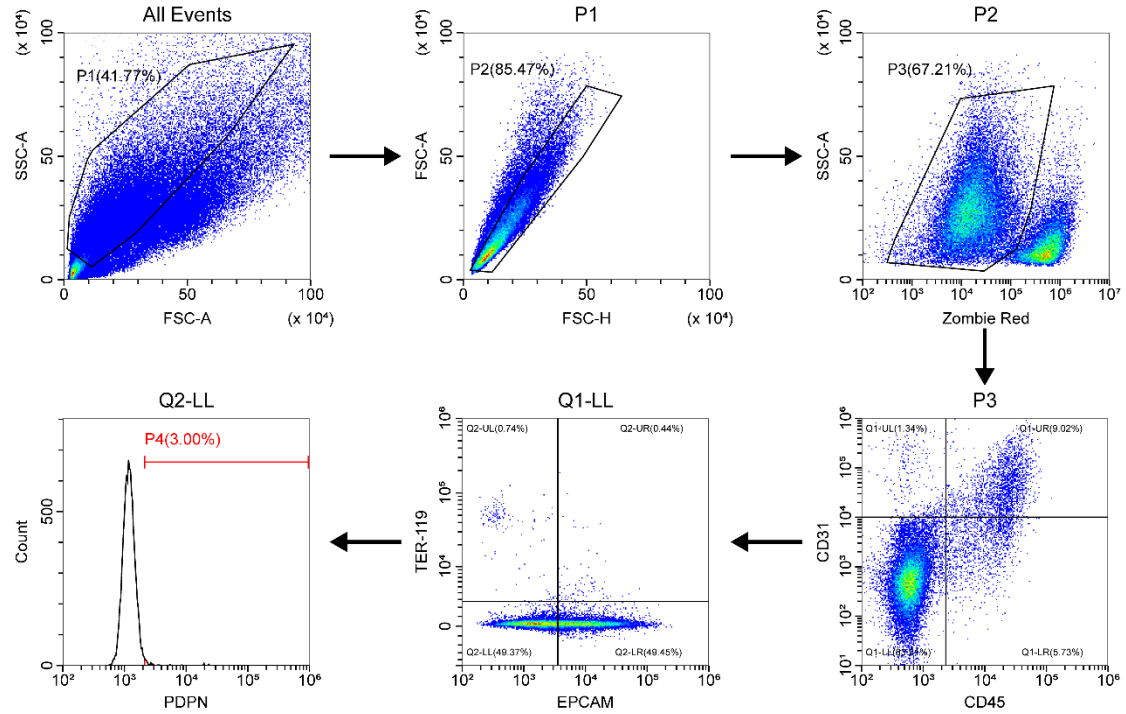 All Events
P1
P2
(x 10⁴)
100
50
0
SSC-A
P1(41.77%)
0
50
100
FSC-A
(x 10⁴)
(x 10⁴)
100
50
0
FSC-A
P2(85.47%)
0
50
100
FSC-H
(x 10⁴)
(x 10⁴)
100
50
0
SSC-A
P3(67.21%)
10²
10³
10⁴
10⁵
10⁶
10⁷
Zombie Red
Q2-LL
Q1-LL
P3
P4(3.00%)
500
0
Count
10²
10³
10⁴
10⁵
10⁶
PDPN
Q2-UL(0.74%)
Q2-UR(0.44%)
10⁶
10⁵
10⁴
0
TER-119
Q2-LL(49.37%)
Q2-LR(49.45%)
10²
10³
10⁴
10⁵
10⁶
EPCAM
Q1-UL(1.34%)
Q1-UR(9.02%)
10⁶
10⁵
10⁴
10³
10²
10¹
CD31
Q1-LR(5.73%)
10²
10³
10⁴
10⁵
10⁶
CD45